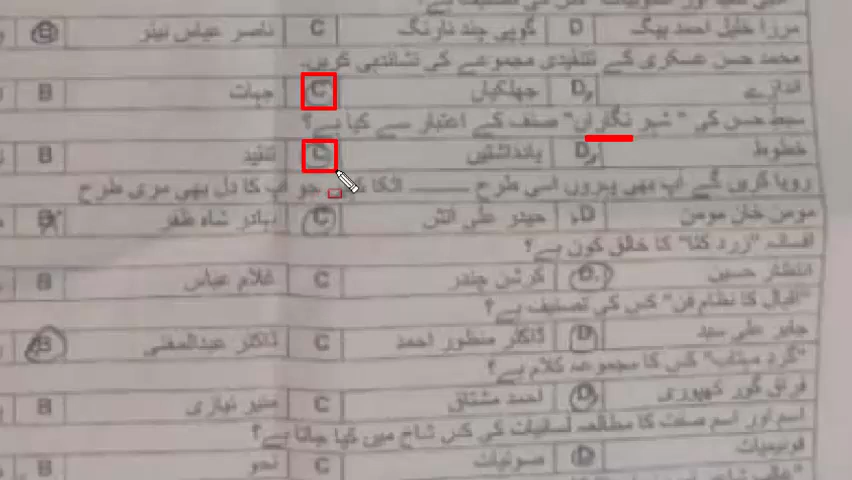 مرزا خلیل احمد بیگ D گوپی چند نارنگ C ناصر عباس نیئر B
محمد حسن عسکری کے تنقیدی مجموعے کی نشاندہی کریں۔
اندازے D جھلکیاں C جہات B
سبط حسن کی "شہر نگاراں" صنف کے اعتبار سے کیا ہے؟
خطوط D یادداشتیں C تنقید B
رویا کریں گے آپ بھی پہروں اسی طرح ـــــ اٹکا جو آپ کا دل بھی مری طرح
مومن خان مومن D حیدر علی آتش C بہادر شاہ ظفر B
افسانہ "زرد کتا" کا خالق کون ہے؟
انتظار حسین D کرشن چندر C غلام عباس B
"اقبال کا نظام فن" کس کی تصنیف ہے؟
جابر علی سید D ڈاکٹر منظور احمد C ڈاکٹر عبدالمغنی B
"گرد مہتاب" کس کا مجموعہ کلام ہے؟
فراق گورکھپوری D احمد مشتاق C منیر نیازی B
اسم اور اسم صفت کا مطالعہ لسانیات کی کس شاخ میں کیا جاتا ہے؟
فونیمیات D صوتیات C نحو B